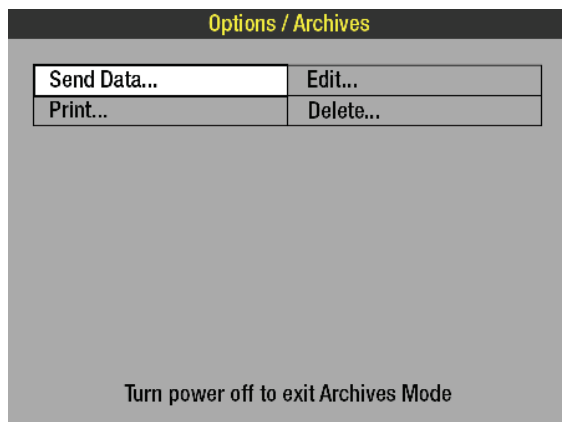 Options / Archives
Send Data... Edit...
Print... Delete...
Turn power off to exit Archives Mode